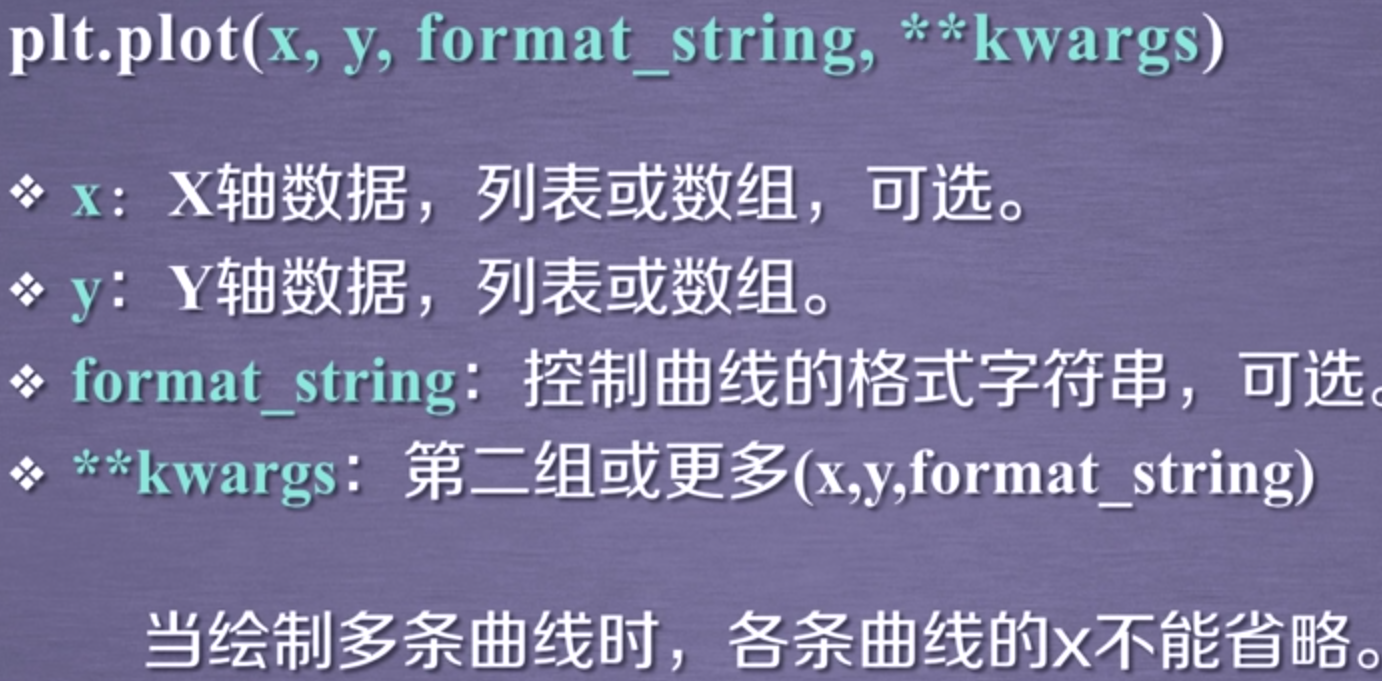 plt.plot(x, y, format_string, **kwargs)
❖ x：X轴数据，列表或数组，可选。
❖ y：Y轴数据，列表或数组。
❖ format_string：控制曲线的格式字符串，可选。
❖ **kwargs：第二组或更多(x,y,format_string)
当绘制多条曲线时，各条曲线的x不能省略。